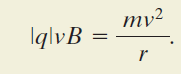 |q|vB = mv²/r.